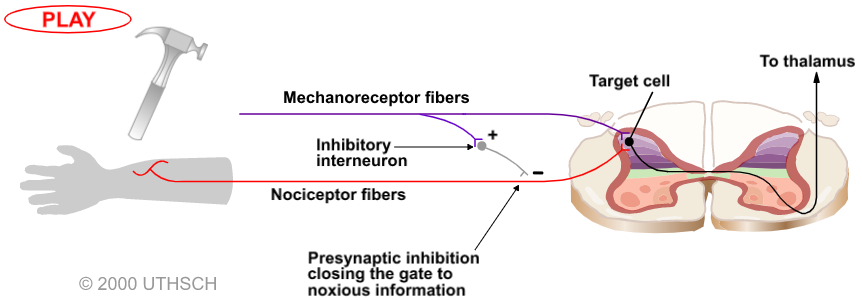 PLAY
To thalamus
Target cell
Mechanoreceptor fibers
+
Inhibitory
interneuron
-
Nociceptor fibers
Presynaptic inhibition
closing the gate to
noxious information
© 2000 UTHSCH